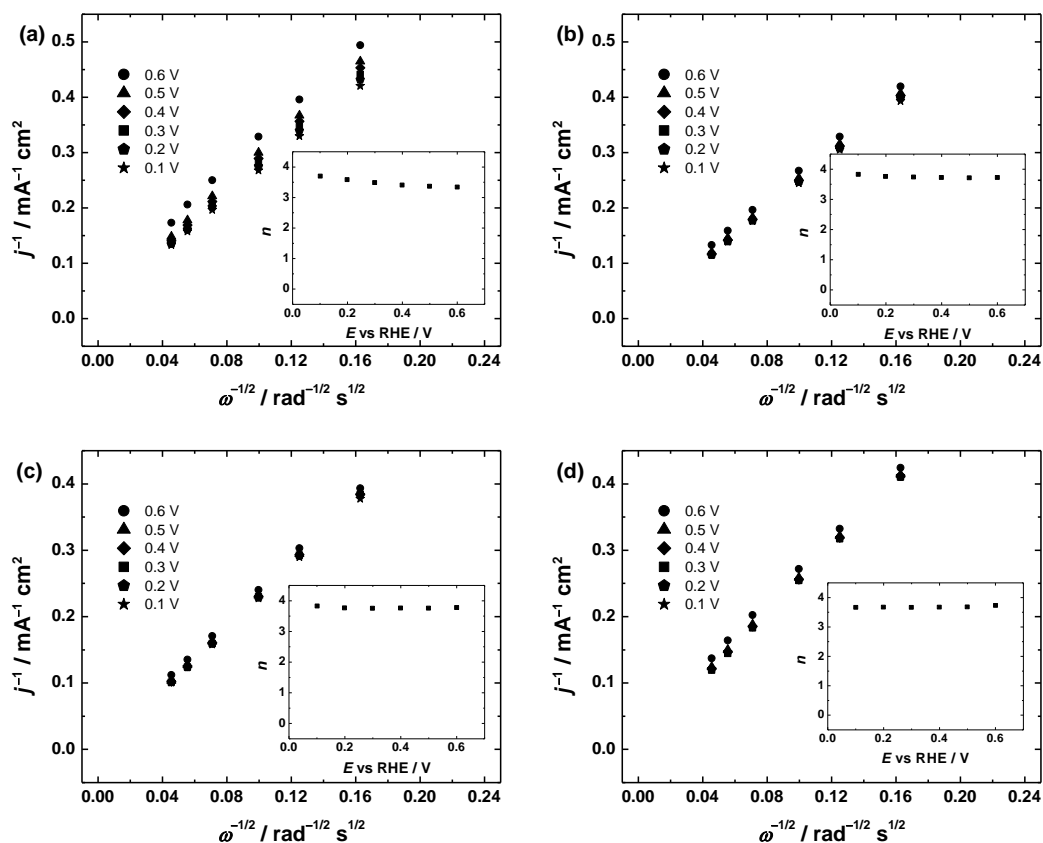 (a)
0.6 V
0.5 V
0.4 V
0.3 V
0.2 V
0.1 V
0.5
0.4
0.3
0.2
0.1
0.0
j⁻¹ / mA⁻¹ cm²
0.00 0.04 0.08 0.12 0.16 0.20 0.24
ω⁻¹/² / rad⁻¹/² s¹/²
4
3
2
1
0
n
0.0 0.2 0.4 0.6
E vs RHE / V
(b)
0.6 V
0.5 V
0.4 V
0.3 V
0.2 V
0.1 V
0.5
0.4
0.3
0.2
0.1
0.0
j⁻¹ / mA⁻¹ cm²
0.00 0.04 0.08 0.12 0.16 0.20 0.24
ω⁻¹/² / rad⁻¹/² s¹/²
4
3
2
1
0
n
0.0 0.2 0.4 0.6
E vs RHE / V
(c)
0.6 V
0.5 V
0.4 V
0.3 V
0.2 V
0.1 V
0.4
0.3
0.2
0.1
0.0
j⁻¹ / mA⁻¹ cm²
0.00 0.04 0.08 0.12 0.16 0.20 0.24
ω⁻¹/² / rad⁻¹/² s¹/²
4
3
2
1
0
n
0.0 0.2 0.4 0.6
E vs RHE / V
(d)
0.6 V
0.5 V
0.4 V
0.3 V
0.2 V
0.1 V
0.4
0.3
0.2
0.1
0.0
j⁻¹ / mA⁻¹ cm²
0.00 0.04 0.08 0.12 0.16 0.20 0.24
ω⁻¹/² / rad⁻¹/² s¹/²
4
3
2
1
0
n
0.0 0.2 0.4 0.6
E vs RHE / V